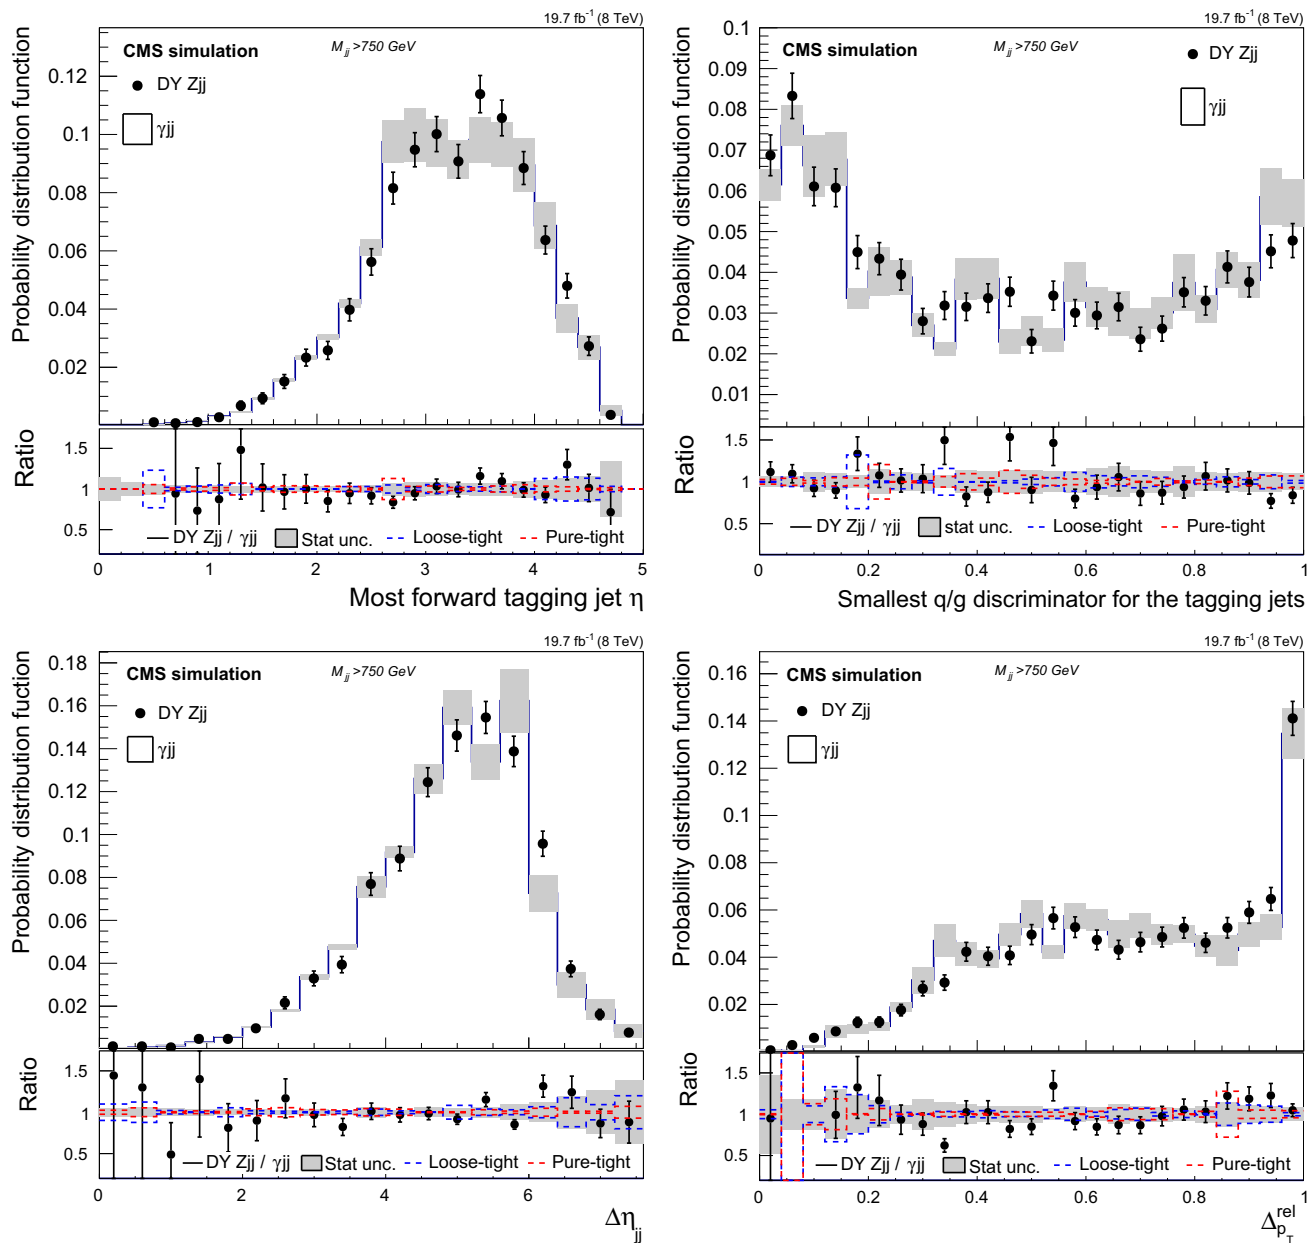 19.7 fb⁻¹ (8 TeV)
CMS simulation
M_jj >750 GeV
DY Zjj
γjj
Probability distribution function
0.12
0.1
0.08
0.06
0.04
0.02
Ratio
1.5
1.0
0.5
DY Zjj / γjj Stat unc. Loose-tight Pure-tight
0 1 2 3 4 5
Most forward tagging jet η
19.7 fb⁻¹ (8 TeV)
CMS simulation
M_jj >750 GeV
DY Zjj
γjj
Probability distribution function
0.1
0.09
0.08
0.07
0.06
0.05
0.04
0.03
0.02
0.01
Ratio
1.5
1.0
0.5
DY Zjj / γjj stat unc. Loose-tight Pure-tight
0 0.2 0.4 0.6 0.8 1
Smallest q/g discriminator for the tagging jets
19.7 fb⁻¹ (8 TeV)
CMS simulation
M_jj >750 GeV
DY Zjj
γjj
Probability distribution fuction
0.18
0.16
0.14
0.12
0.1
0.08
0.06
0.04
0.02
Ratio
1.5
1.0
0.5
DY Zjj / γjj Stat unc. Loose-tight Pure-tight
0 2 4 6
Δη_jj
19.7 fb⁻¹ (8 TeV)
CMS simulation
M_jj >750 GeV
DY Zjj
γjj
Probability distribution function
0.16
0.14
0.12
0.1
0.08
0.06
0.04
0.02
Ratio
1.5
1.0
0.5
DY Zjj / γjj Stat unc. Loose-tight Pure-tight
0 0.2 0.4 0.6 0.8 1
Δ^rel_p_T